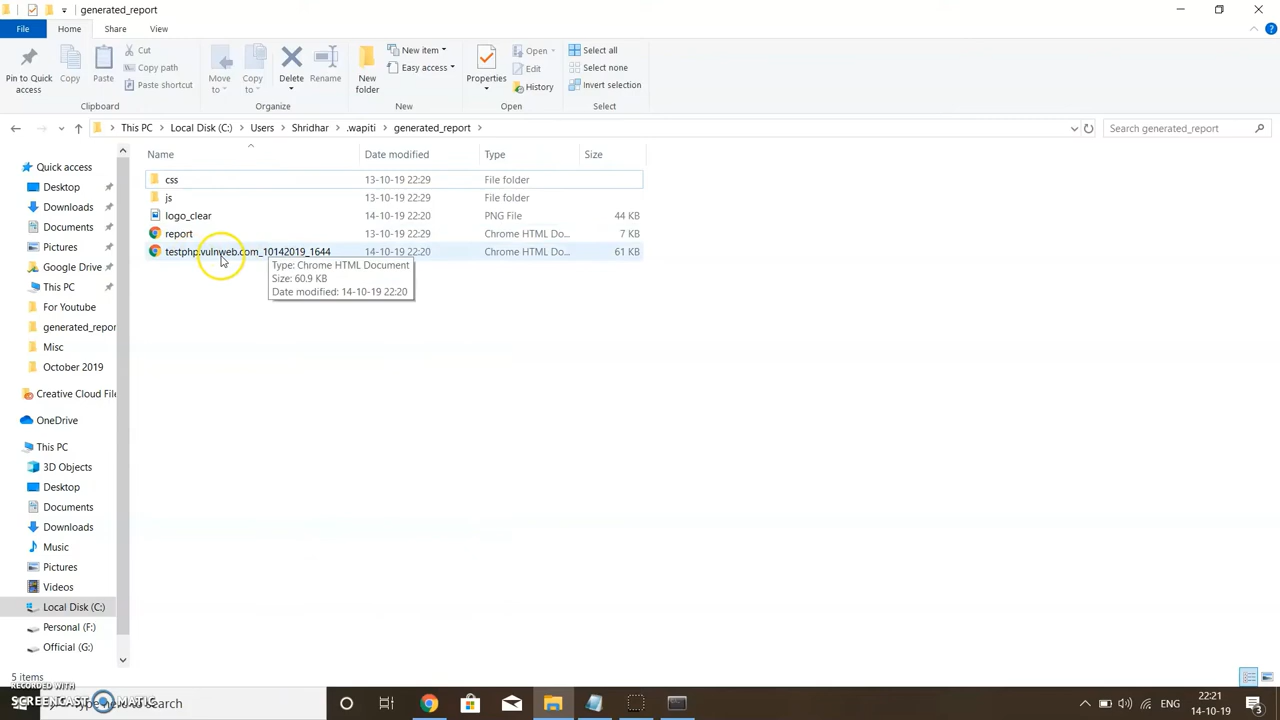 generated_report
File Home Share View
Pin to Quick access
Copy
Paste
Cut
Copy path
Paste shortcut
Clipboard
Move to
Copy to
Delete
Rename
Organize
New folder
New item
Easy access
New
Properties
Open
Edit
History
Open
Select all
Select none
Invert selection
Select
This PC Local Disk (C:) Users Shridhar .wapiti generated_report
Search generated_report
Name Date modified Type Size
css 13-10-19 22:29 File folder
js 13-10-19 22:29 File folder
logo_clear 14-10-19 22:20 PNG File 44 KB
report 13-10-19 22:29 Chrome HTML Do... 7 KB
testphp.vulnweb.com_10142019_1644 14-10-19 22:20 Chrome HTML Do... 61 KB
Type: Chrome HTML Document
Size: 60.9 KB
Date modified: 14-10-19 22:20
Quick access
Desktop
Downloads
Documents
Pictures
Google Drive
This PC
For Youtube
generated_repor
Misc
October 2019
Creative Cloud File
OneDrive
This PC
3D Objects
Desktop
Documents
Downloads
Music
Pictures
Videos
Local Disk (C:)
Personal (F:)
Official (G:)
5 items
RECORDED WITH
SCREENCAST MATIC
here to search
ENG
22:21
14-10-19
3